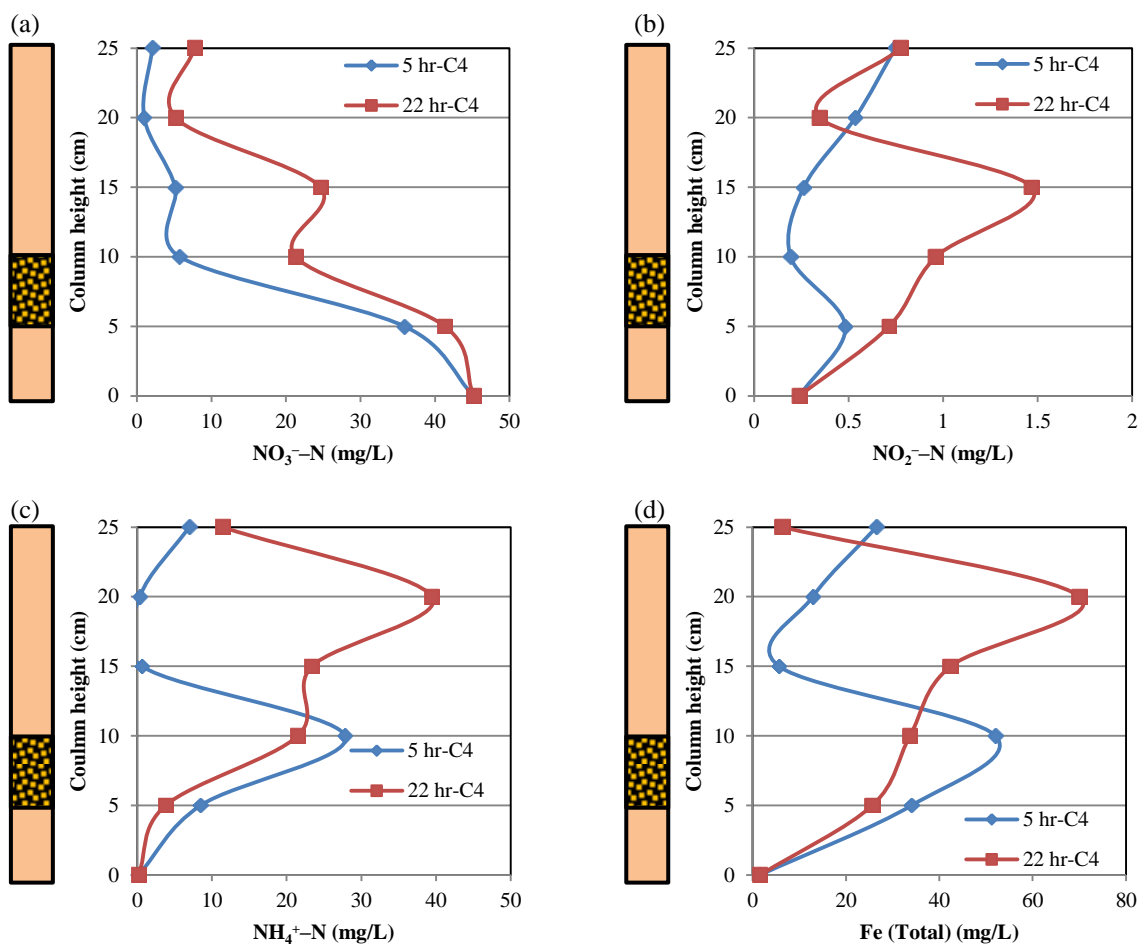 (a)
25
20
15
10
5
0
Column height (cm)
5 hr-C4
22 hr-C4
0 10 20 30 40 50
NO₃⁻–N (mg/L)
(b)
25
20
15
10
5
0
Column height (cm)
5 hr-C4
22 hr-C4
0 0.5 1 1.5 2
NO₂⁻–N (mg/L)
(c)
25
20
15
10
5
0
Coulmn height (cm)
5 hr-C4
22 hr-C4
0 10 20 30 40 50
NH₄⁺–N (mg/L)
(d)
25
20
15
10
5
0
Column height (cm)
5 hr-C4
22 hr-C4
0 20 40 60 80
Fe (Total) (mg/L)